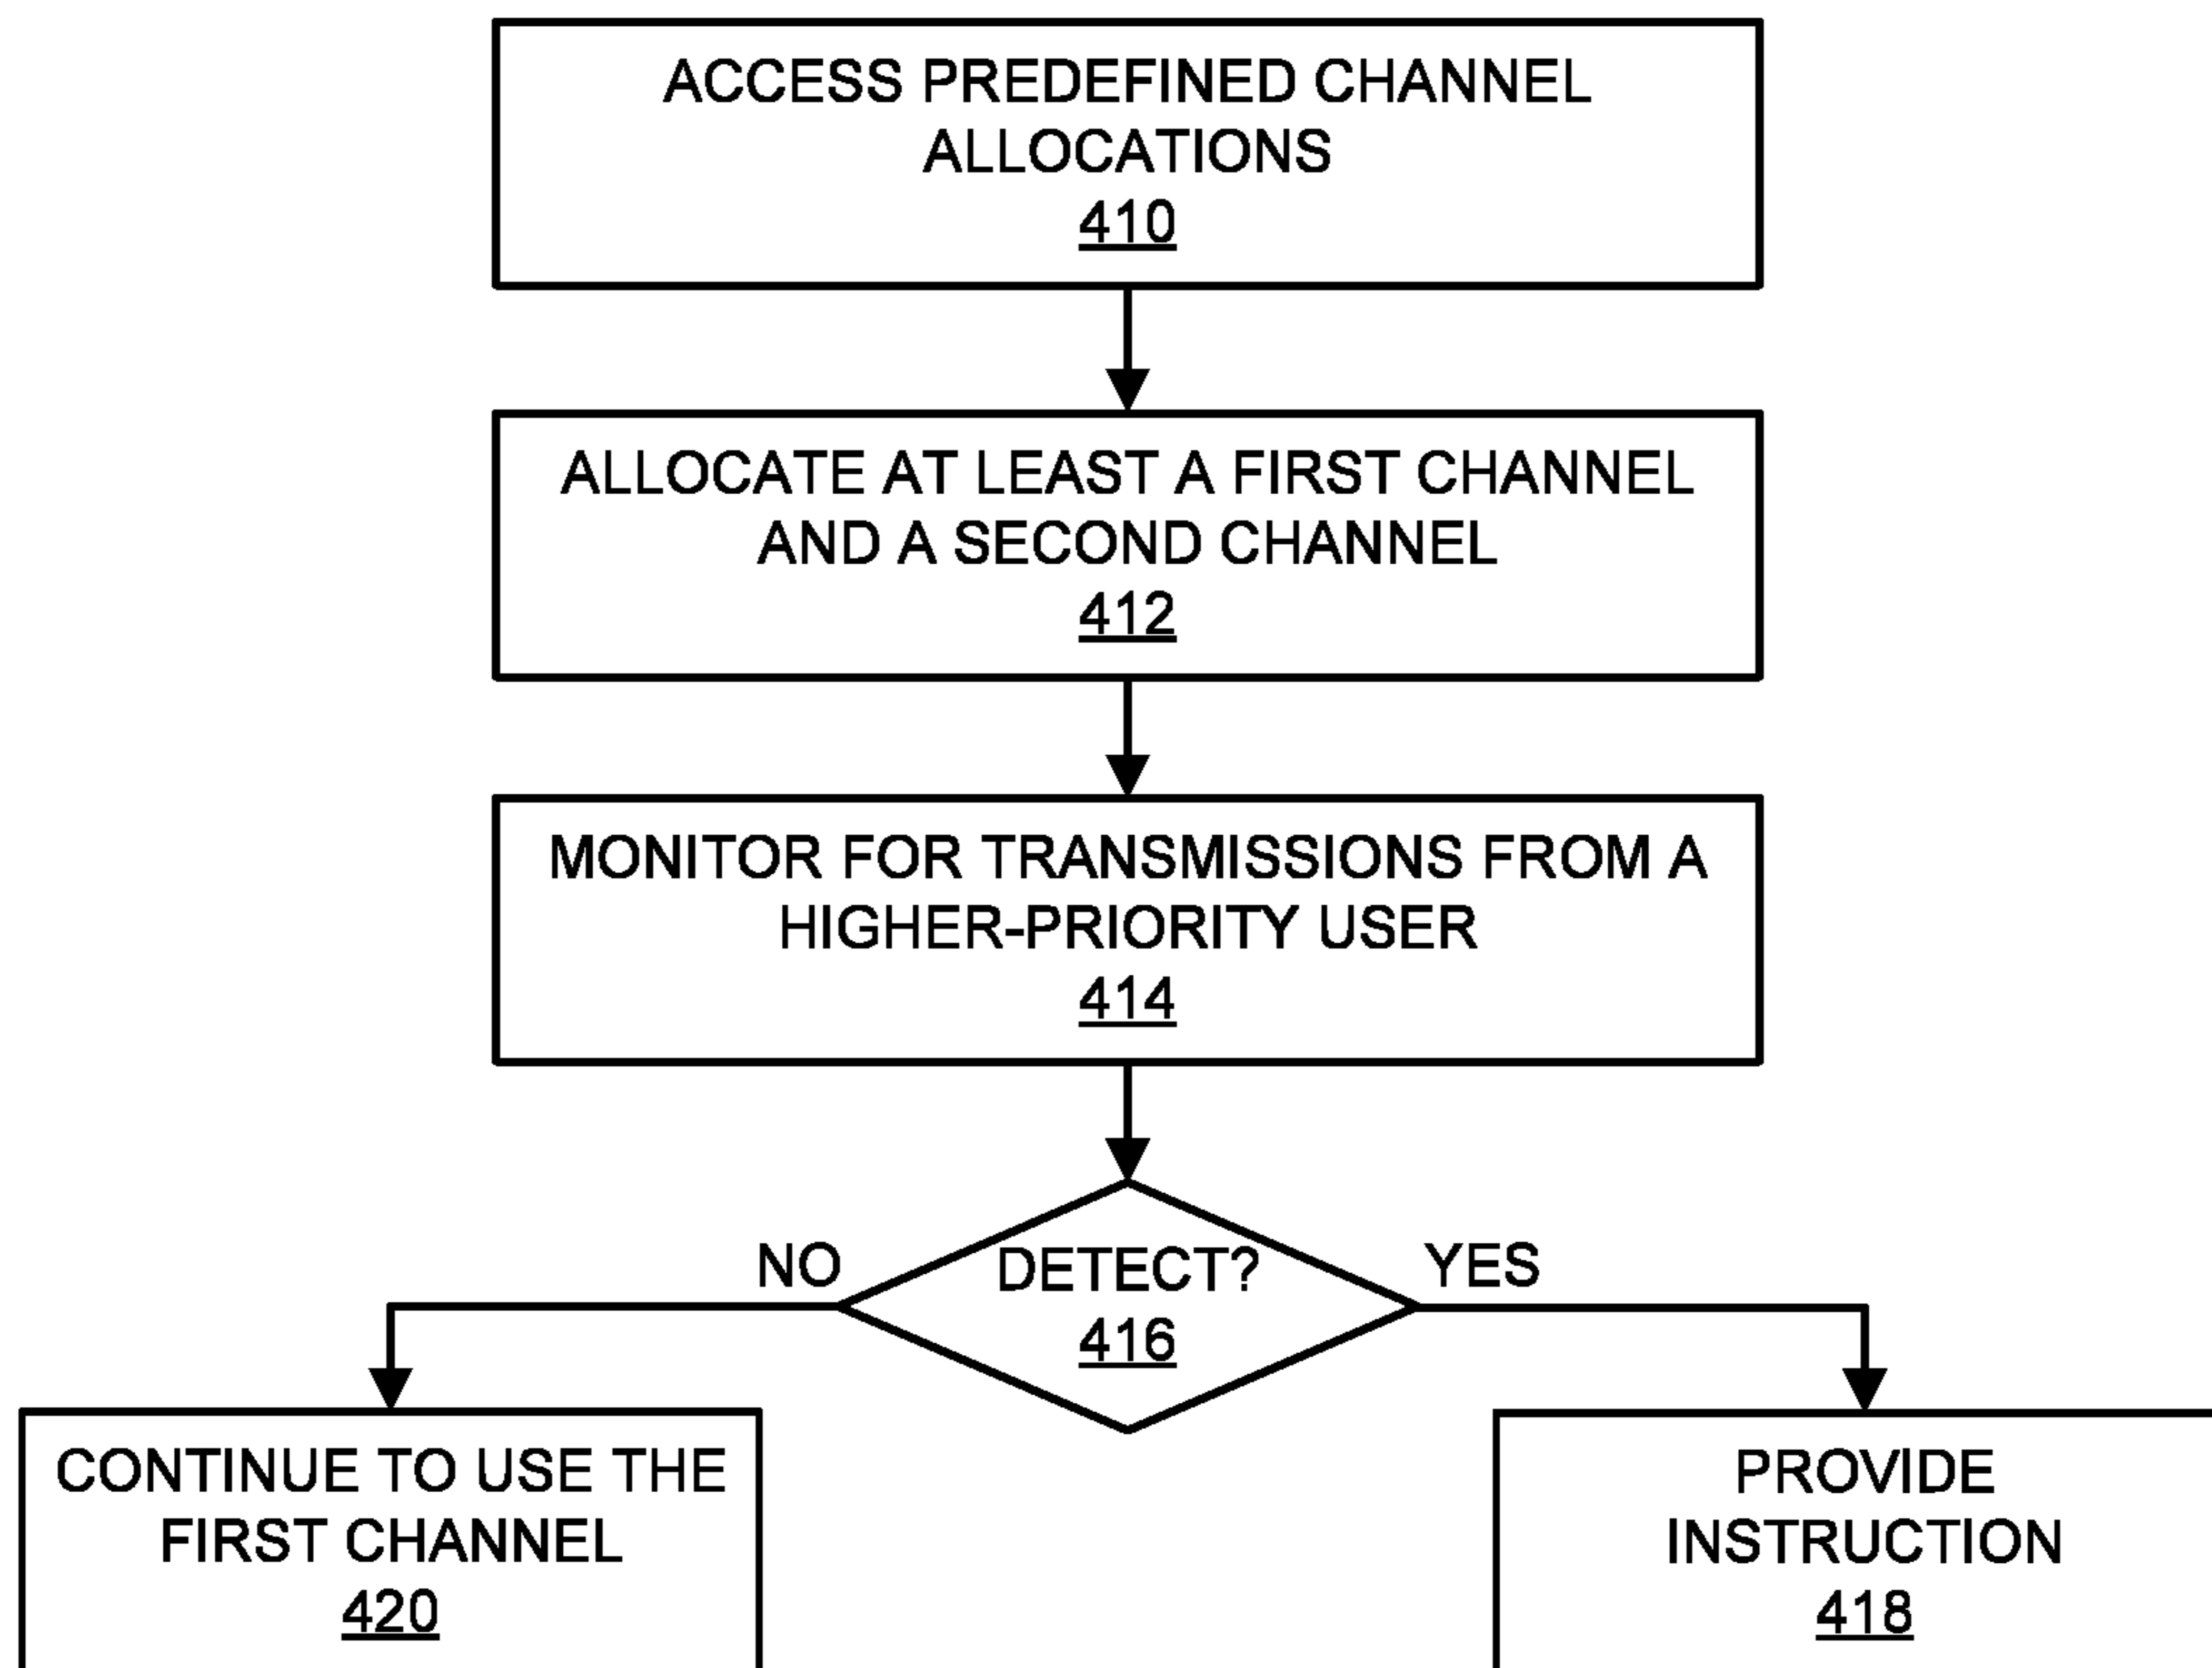 ACCESS PREDEFINED CHANNEL
ALLOCATIONS
410
ALLOCATE AT LEAST A FIRST CHANNEL
AND A SECOND CHANNEL
412
MONITOR FOR TRANSMISSIONS FROM A
HIGHER-PRIORITY USER
414
NO
DETECT?
YES
416
CONTINUE TO USE THE
FIRST CHANNEL
420
PROVIDE
INSTRUCTION
418